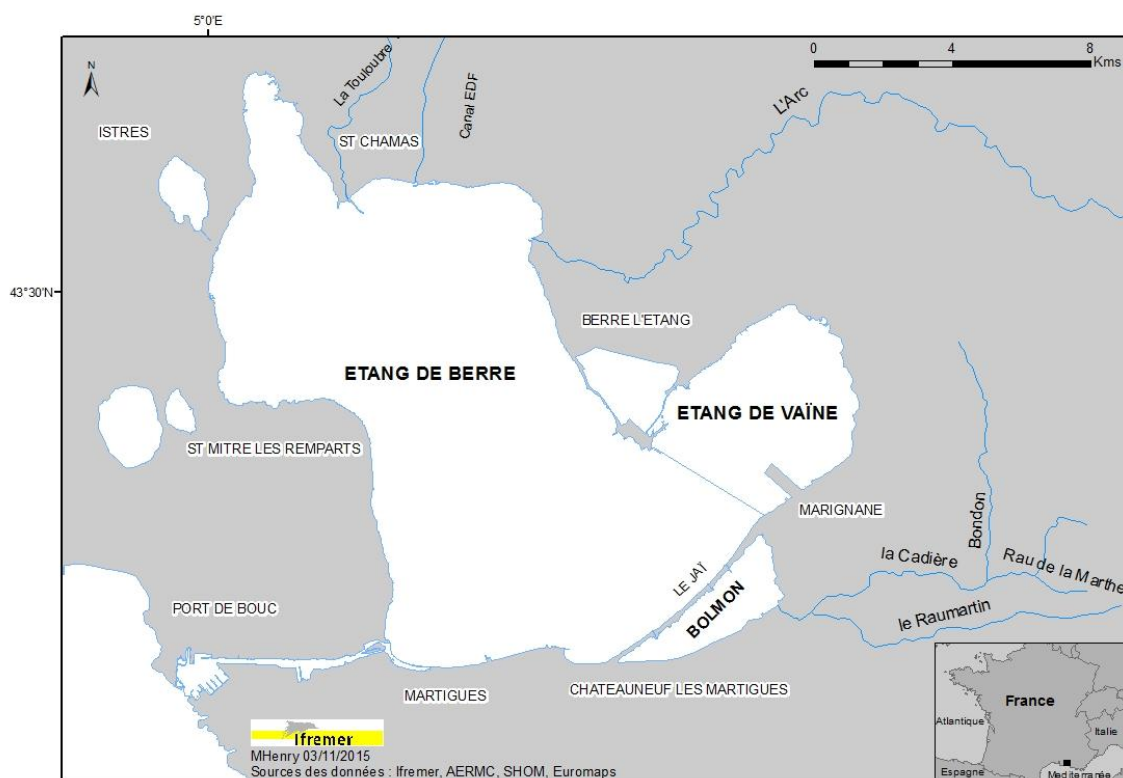 5°0'E
N
0 4 8
Kms
La Touloubre
Canal EDF
L'Arc
ISTRES
ST CHAMAS
43°30'N
BERRE L'ETANG
ETANG DE BERRE
ETANG DE VAÏNE
ST MITRE LES REMPARTS
MARIGNANE
Bondon
la Cadière
Rau de la Marthe
LE JAÏ
BOLMON
le Raumartin
PORT DE BOUC
MARTIGUES
CHATEAUNEUF LES MARTIGUES
Ifremer
MHenry 03/11/2015
Sources des données : Ifremer, AERMC, SHOM, Euromaps
France
Atlantique
Italie
Espagne
Mediterranée